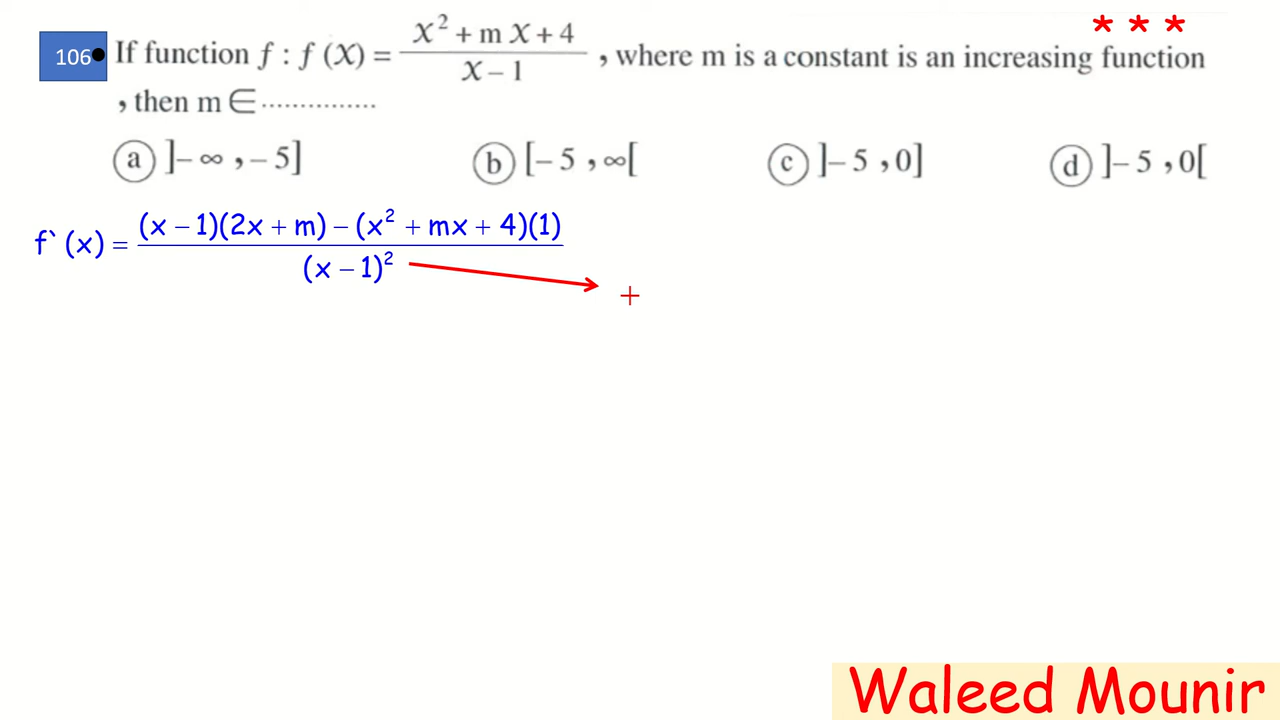 * * *
106• If function f : f (X) = (X² + m X + 4) / (X – 1) , where m is a constant is an increasing function
, then m ∈ ...............
(a) ]– ∞ , – 5] (b) [– 5 , ∞[ (c) ]– 5 , 0] (d) ]– 5 , 0[
f`(x) = ((x – 1)(2x + m) – (x² + mx + 4)(1)) / (x – 1)²
+
Waleed Mounir